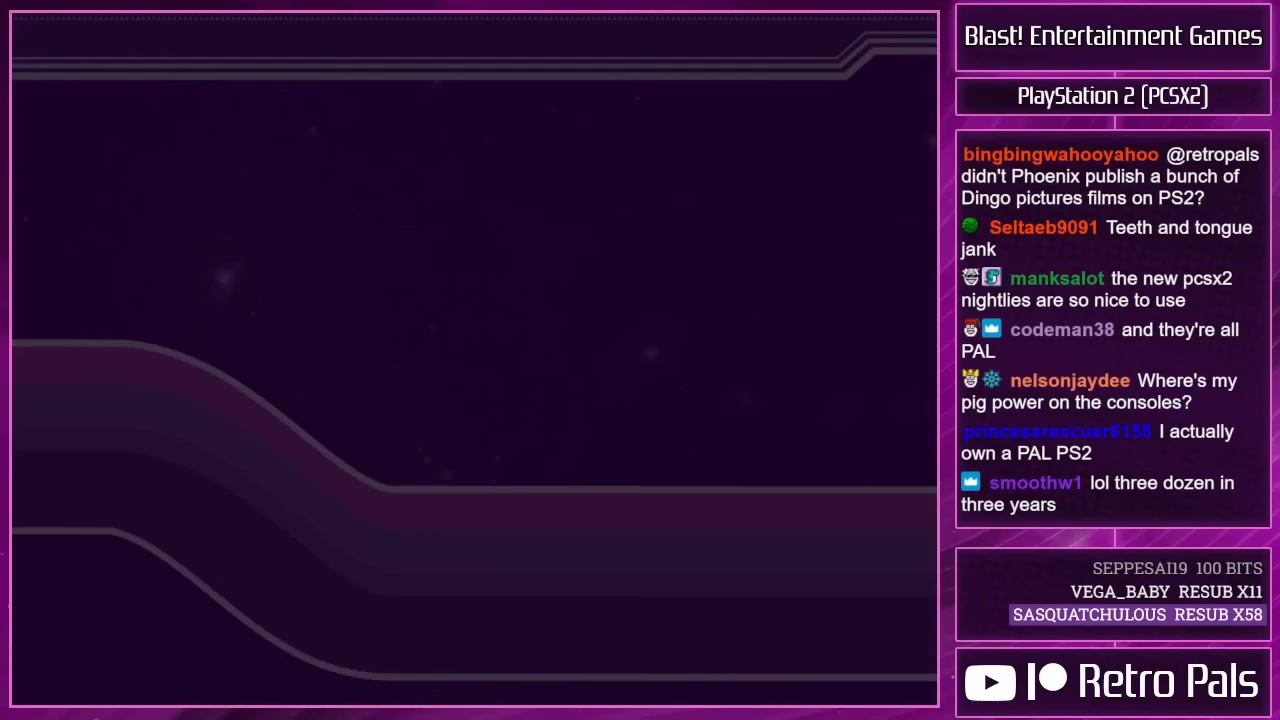 Blast! Entertainment Games
PlayStation 2 (PCSX2)
bingbingwahooyahoo @retropals
didn't Phoenix publish a bunch of
Dingo pictures films on PS2?
Seltaeb9091 Teeth and tongue
jank
manksalot the new pcsx2
nightlies are so nice to use
codeman38 and they're all
PAL
nelsonjaydee Where's my
pig power on the consoles?
princessrescuer6158 I actually
own a PAL PS2
smoothw1 lol three dozen in
three years
SEPPESAI19 100 BITS
VEGA_BABY RESUB X11
SASQUATCHULOUS RESUB X58
Retro Pals